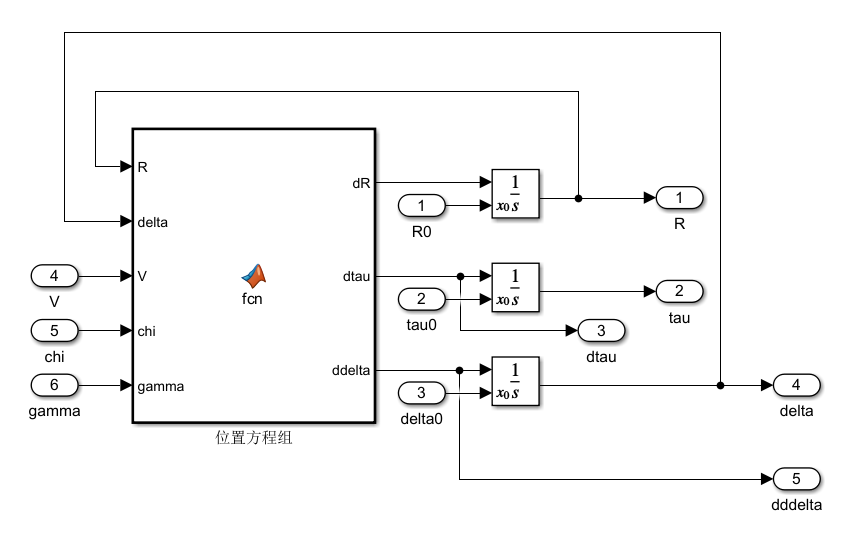 R
delta
V
chi
gamma
fcn
dR
dtau
ddelta
位置方程组
4
V
5
chi
6
gamma
1
R0
2
tau0
3
delta0
1
x₀ s
1
x₀ s
1
x₀ s
1
R
2
tau
3
dtau
4
delta
5
dddelta